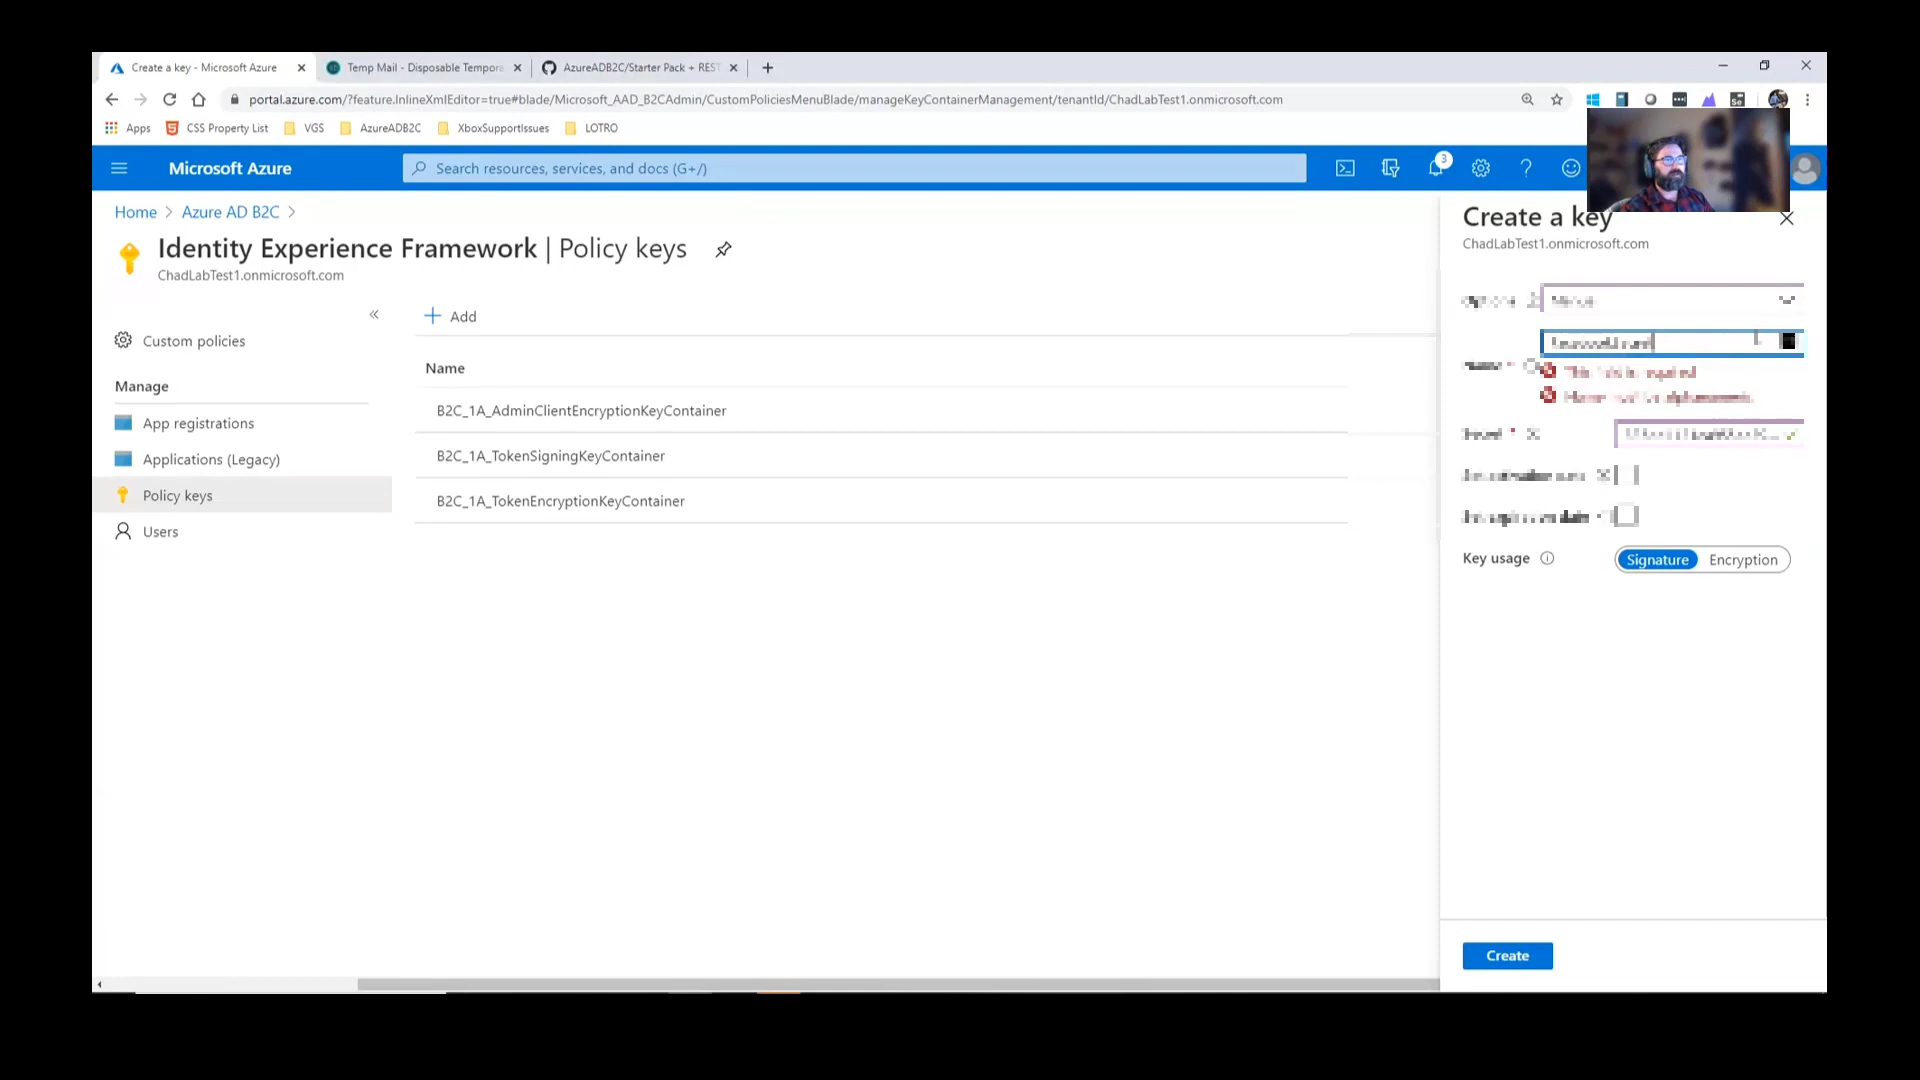 Create a key - Microsoft Azure
Temp Mail - Disposable Tempora
AzureADB2C/Starter Pack + REST
portal.azure.com/?feature.InlineXmlEditor=true#blade/Microsoft_AAD_B2CAdmin/CustomPoliciesMenuBlade/manageKeyContainerManagement/tenantId/ChadLabTest1.onmicrosoft.com
Apps
CSS Property List
VGS
AzureADB2C
XboxSupportIssues
LOTRO
Microsoft Azure
Search resources, services, and docs (G+/)
3
Home > Azure AD B2C >
Identity Experience Framework | Policy keys
ChadLabTest1.onmicrosoft.com
Custom policies
Manage
App registrations
Applications (Legacy)
Policy keys
Users
+ Add
Name
B2C_1A_AdminClientEncryptionKeyContainer
B2C_1A_TokenSigningKeyContainer
B2C_1A_TokenEncryptionKeyContainer
Create a key
ChadLabTest1.onmicrosoft.com
Key usage
Signature
Encryption
Create